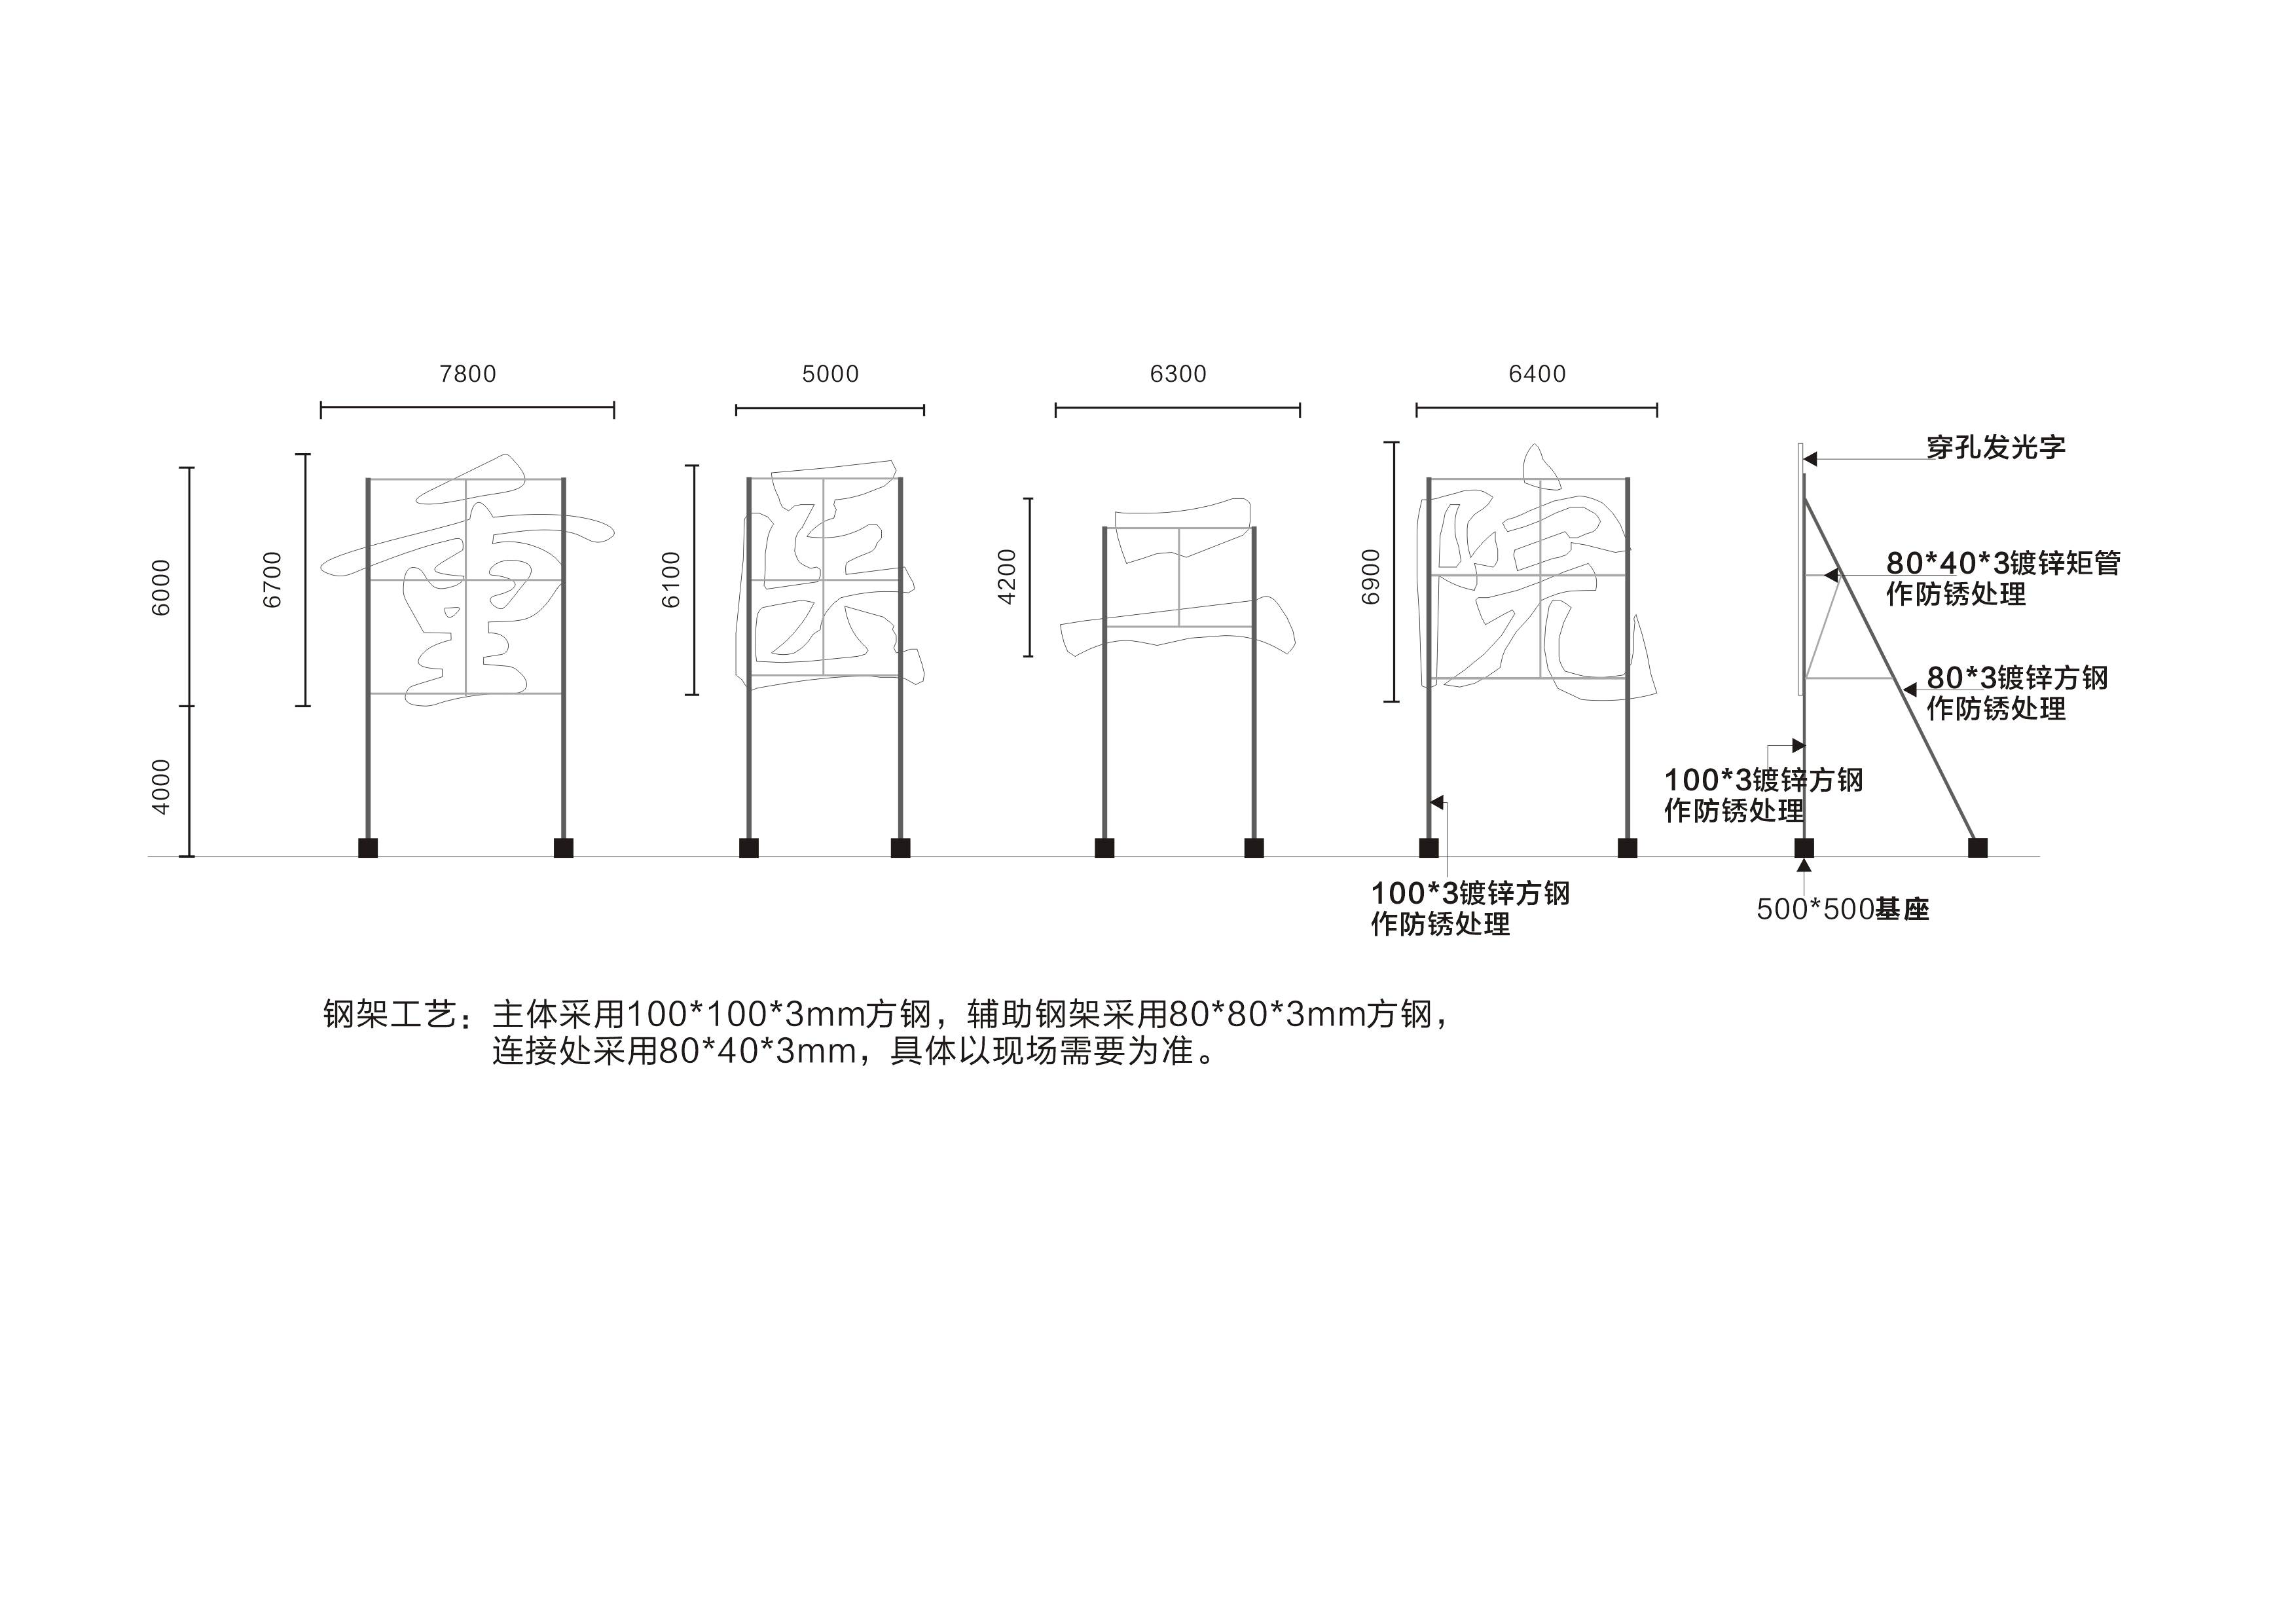 7800
5000
6300
6400
6000
4000
6700
6100
4200
6900
重
医
二
院
穿孔发光字
80*40*3镀锌矩管
作防锈处理
80*3镀锌方钢
作防锈处理
100*3镀锌方钢
作防锈处理
100*3镀锌方钢
作防锈处理
500*500基座
钢架工艺：主体采用100*100*3mm方钢，辅助钢架采用80*80*3mm方钢，
连接处采用80*40*3mm，具体以现场需要为准。